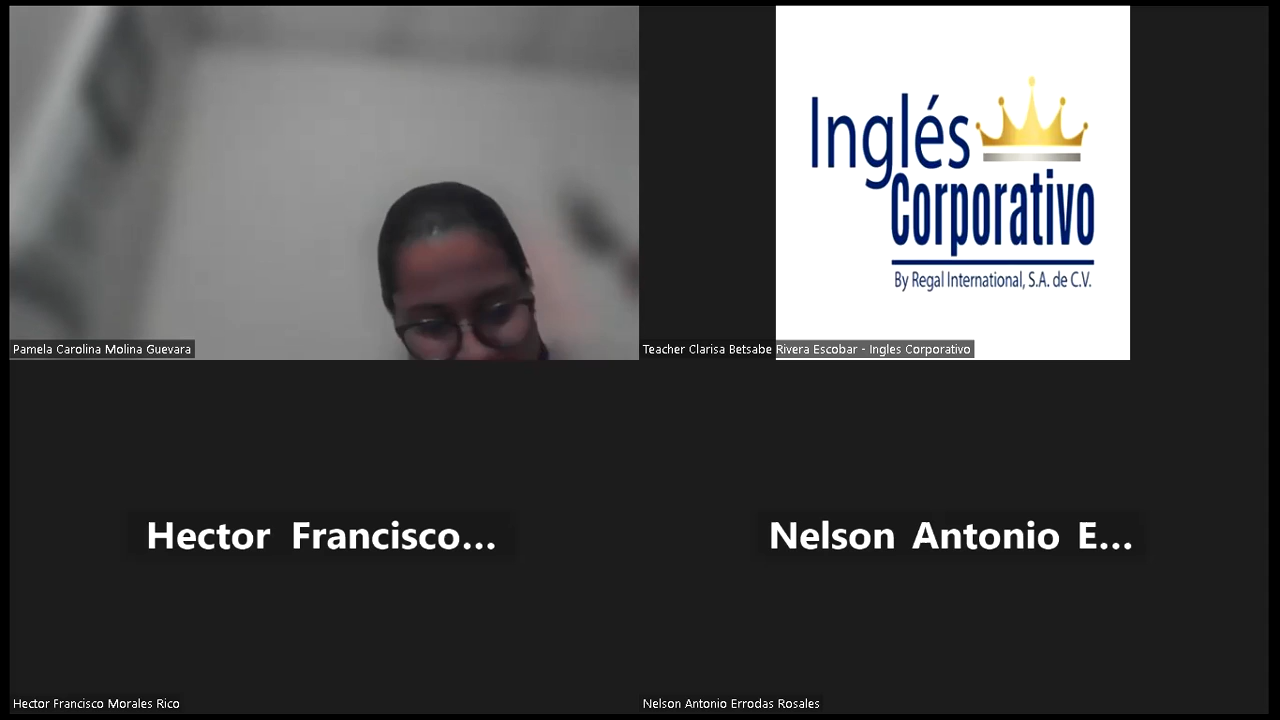 Inglés
Corporativo
By Regal International, S.A. de C.V.
Pamela Carolina Molina Guevara
Teacher Clarisa Betsabe Rivera Escobar - Ingles Corporativo
Hector Francisco...
Nelson Antonio E...
Hector Francisco Morales Rico
Nelson Antonio Errodas Rosales